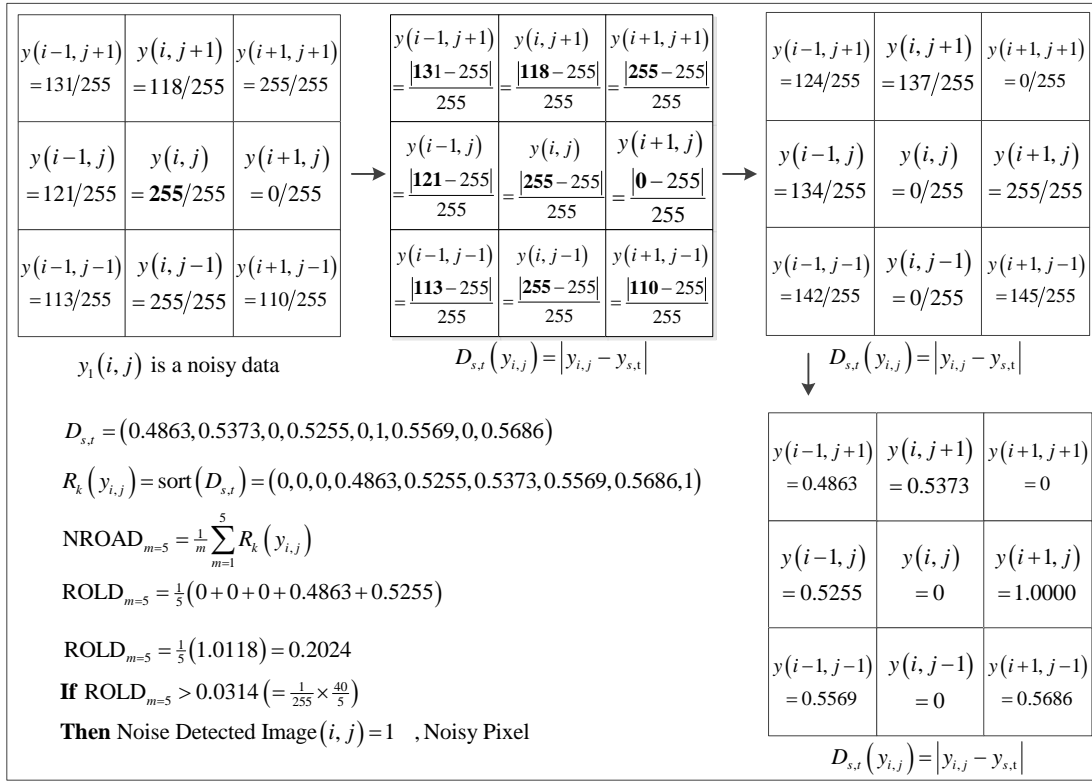 y(i−1, j+1) y(i, j+1) y(i+1, j+1)
=131/255 =118/255 =255/255
y(i−1, j) y(i, j) y(i+1, j)
=121/255 =255/255 =0/255
y(i−1, j−1) y(i, j−1) y(i+1, j−1)
=113/255 =255/255 =110/255
y₁(i, j) is a noisy data
y(i−1, j+1) y(i, j+1) y(i+1, j+1)
=|131−255|/255 =|118−255|/255 =|255−255|/255
y(i−1, j) y(i, j) y(i+1, j)
=|121−255|/255 =|255−255|/255 =|0−255|/255
y(i−1, j−1) y(i, j−1) y(i+1, j−1)
=|113−255|/255 =|255−255|/255 =|110−255|/255
D_{s,t}(y_{i,j})=|y_{i,j}−y_{s,t}|
y(i−1, j+1) y(i, j+1) y(i+1, j+1)
=124/255 =137/255 =0/255
y(i−1, j) y(i, j) y(i+1, j)
=134/255 =0/255 =255/255
y(i−1, j−1) y(i, j−1) y(i+1, j−1)
=142/255 =0/255 =145/255
D_{s,t}(y_{i,j})=|y_{i,j}−y_{s,t}|
D_{s,t}=(0.4863,0.5373,0,0.5255,0,1,0.5569,0,0.5686)
R_k(y_{i,j})=sort(D_{s,t})=(0,0,0,0.4863,0.5255,0.5373,0.5569,0.5686,1)
NROAD_{m=5}=1/m ∑_{m=1}^{5} R_k(y_{i,j})
ROLD_{m=5}=1/5(0+0+0+0.4863+0.5255)
ROLD_{m=5}=1/5(1.0118)=0.2024
If ROLD_{m=5}>0.0314(=1/255×40/5)
Then Noise Detected Image(i, j)=1 , Noisy Pixel
y(i−1, j+1) y(i, j+1) y(i+1, j+1)
=0.4863 =0.5373 =0
y(i−1, j) y(i, j) y(i+1, j)
=0.5255 =0 =1.0000
y(i−1, j−1) y(i, j−1) y(i+1, j−1)
=0.5569 =0 =0.5686
D_{s,t}(y_{i,j})=|y_{i,j}−y_{s,t}|